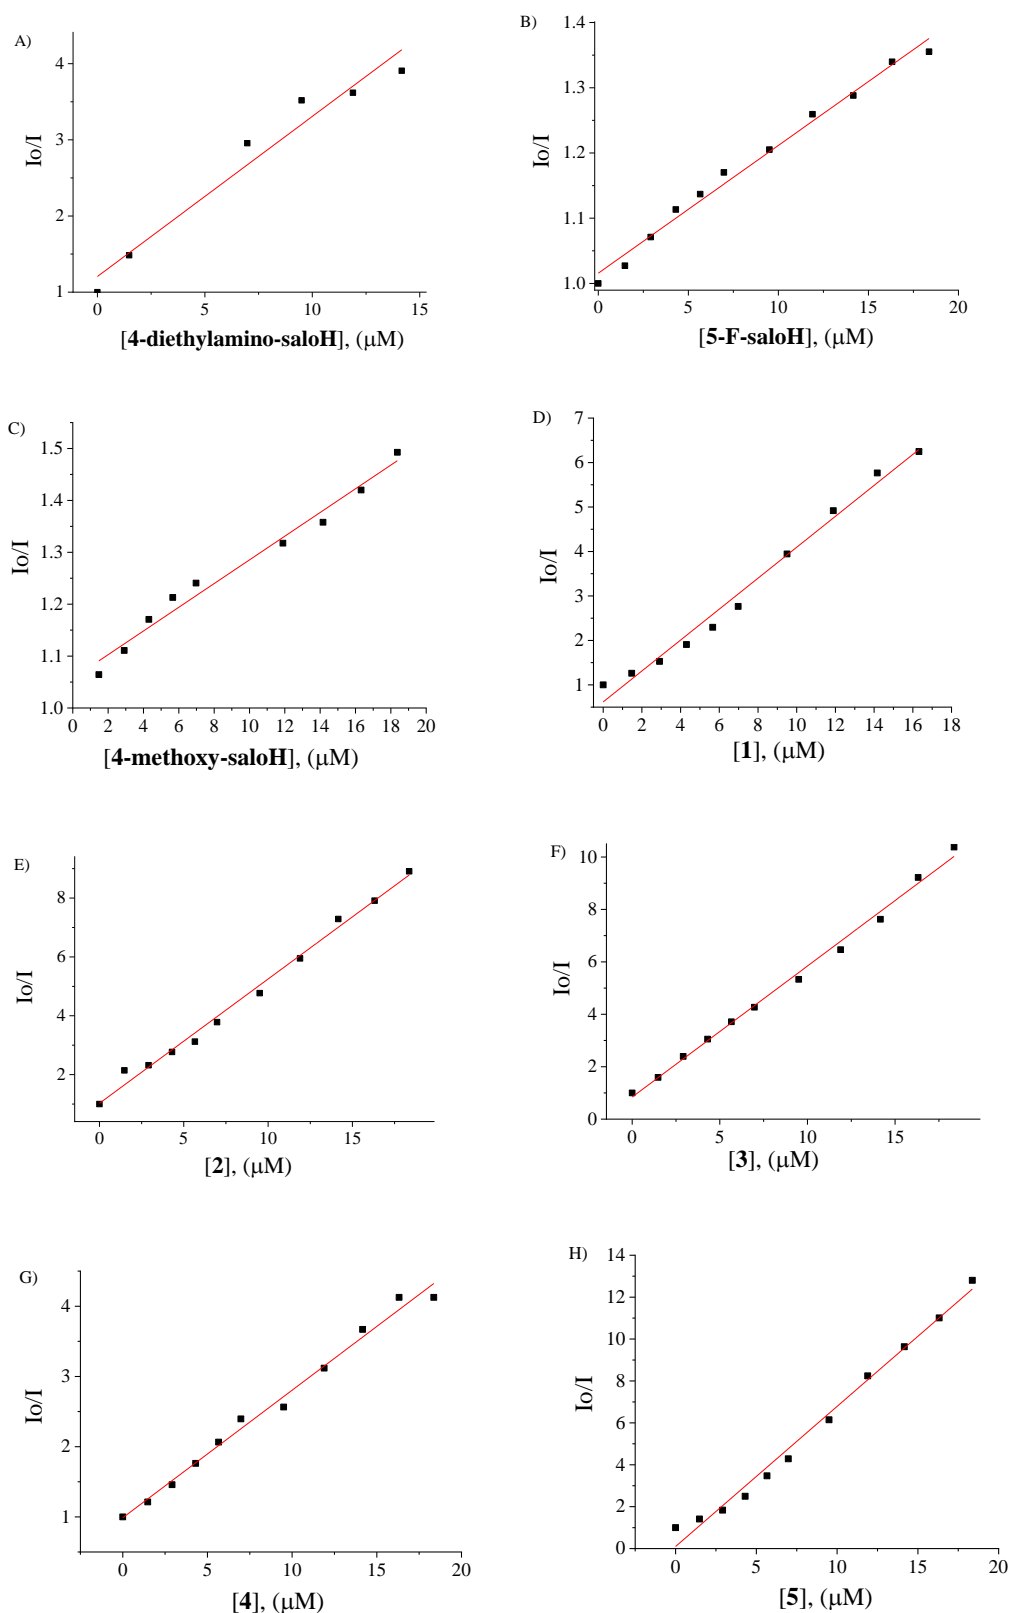 A)
4
3
2
1
Io/I
0 5 10 15
[4-diethylamino-saloH], (μM)
B)
1.4
1.3
1.2
1.1
1.0
Io/I
0 5 10 15 20
[5-F-saloH], (μM)
C)
1.5
1.4
1.3
1.2
1.1
1.0
Io/I
0 2 4 6 8 10 12 14 16 18 20
[4-methoxy-saloH], (μM)
D)
7
6
5
4
3
2
1
Io/I
0 2 4 6 8 10 12 14 16 18
[1], (μM)
E)
8
6
4
2
Io/I
0 5 10 15
[2], (μM)
F)
10
8
6
4
2
0
Io/I
0 5 10 15
[3], (μM)
G)
4
3
2
1
Io/I
0 5 10 15 20
[4], (μM)
H)
14
12
10
8
6
4
2
0
Io/I
0 5 10 15 20
[5], (μM)